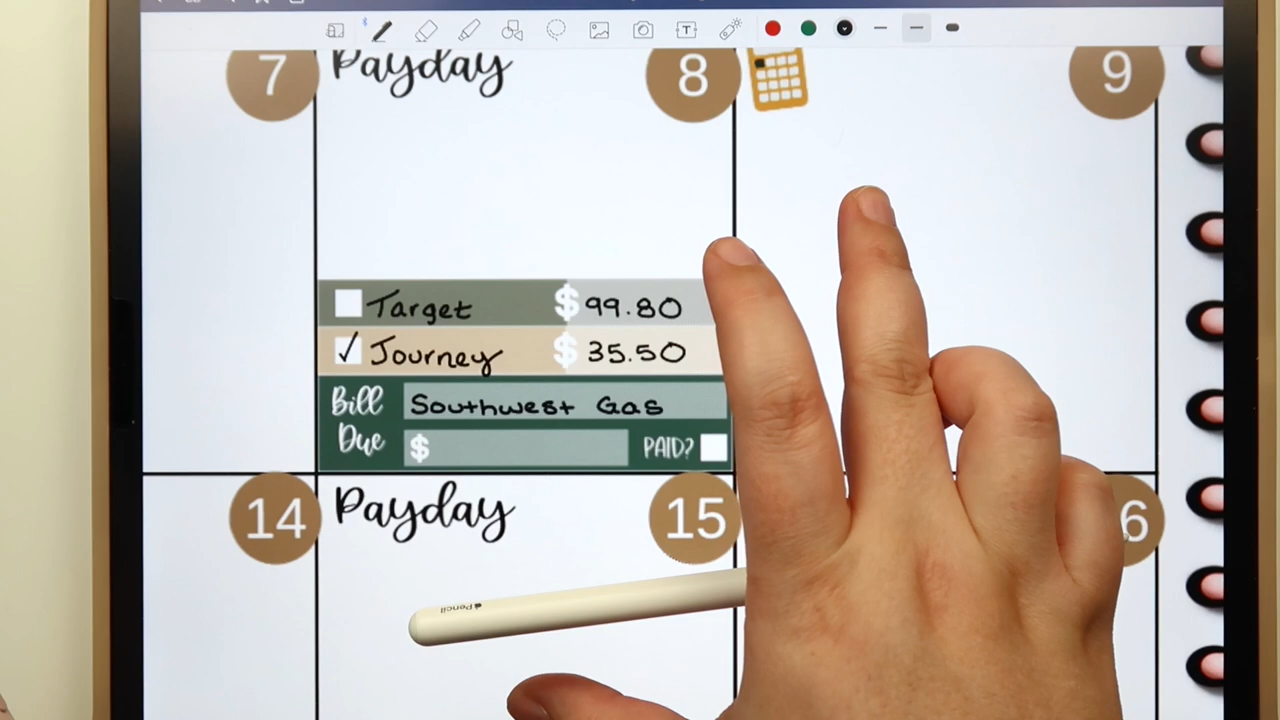 7
Payday
8
9
Target $ 99.80
✓ Journey $ 35.50
Bill Due
Southwest Gas
$
PAID?
14
Payday
15
6
Pencil
T